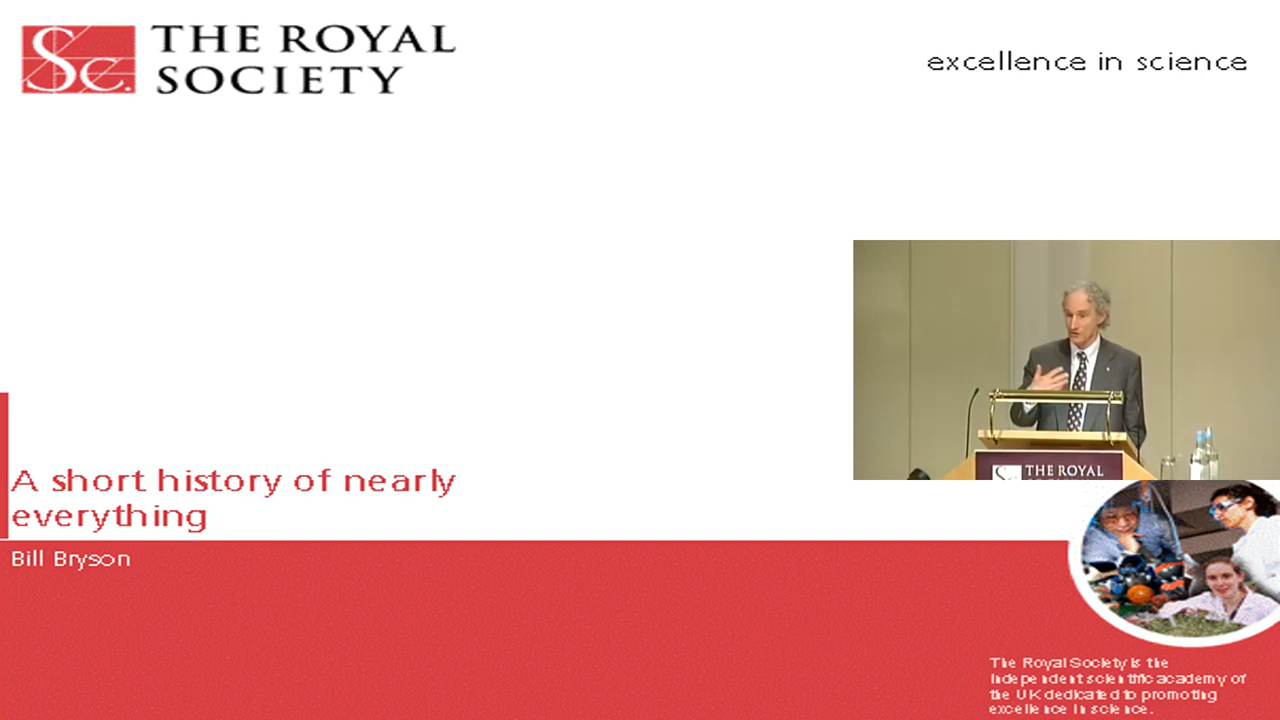 Sc.
THE ROYAL
SOCIETY
excellence in science
THE ROYAL
A short history of nearly
everything
Bill Bryson
The Royal Society is the
independent scientific academy of
the UK dedicated to promoting
excellence in science.